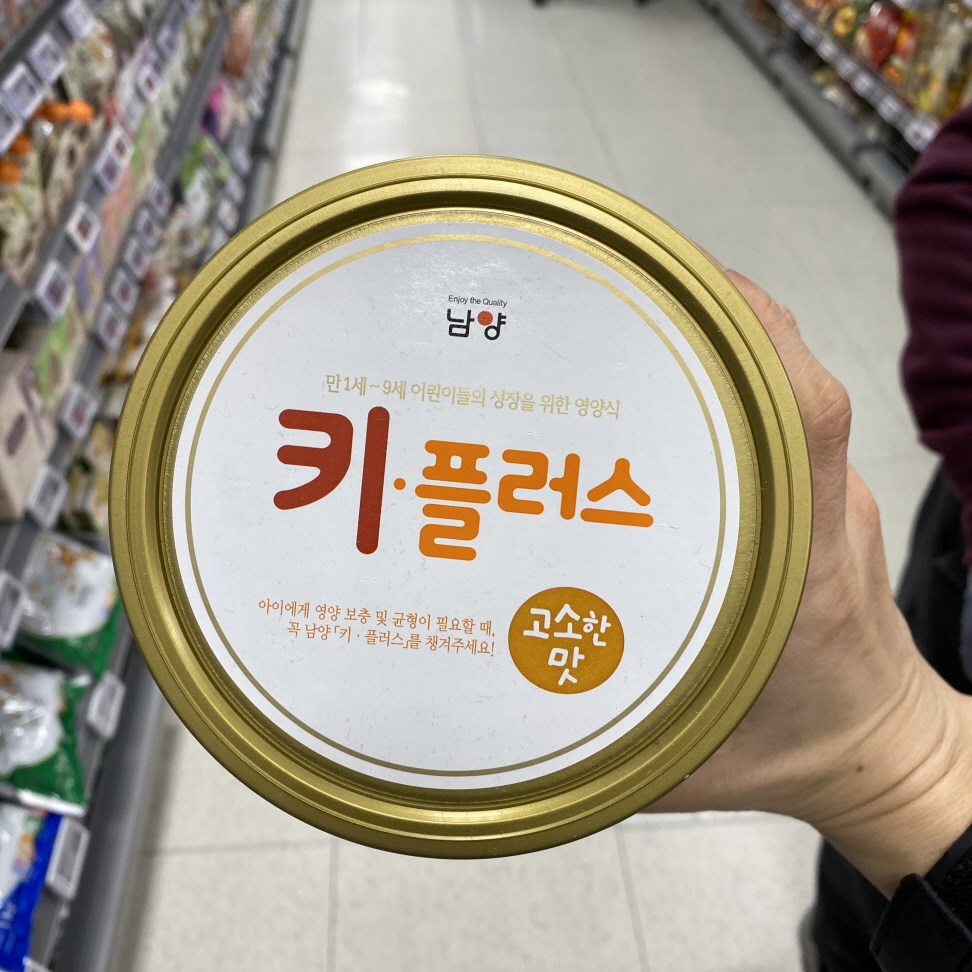 Enjoy the Quality
남양
만 1세 ~ 9세 어린이들의 성장을 위한 영양식
키·플러스
아이에게 영양 보충 및 균형이 필요할 때,
꼭 남양 「키 · 플러스」를 챙겨주세요!
고소한
맛